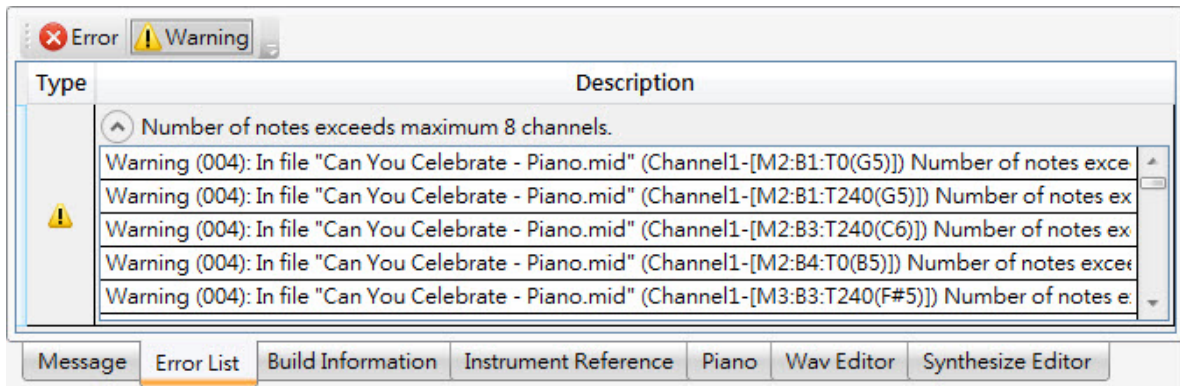 Error Warning
Type Description
Number of notes exceeds maximum 8 channels.
Warning (004): In file "Can You Celebrate - Piano.mid" (Channel1-[M2:B1:T0(G5)]) Number of notes excee
Warning (004): In file "Can You Celebrate - Piano.mid" (Channel1-[M2:B1:T240(G5)]) Number of notes ex
Warning (004): In file "Can You Celebrate - Piano.mid" (Channel1-[M2:B3:T240(C6)]) Number of notes ex
Warning (004): In file "Can You Celebrate - Piano.mid" (Channel1-[M2:B4:T0(B5)]) Number of notes excee
Warning (004): In file "Can You Celebrate - Piano.mid" (Channel1-[M3:B3:T240(F#5)]) Number of notes e
Message Error List Build Information Instrument Reference Piano Wav Editor Synthesize Editor